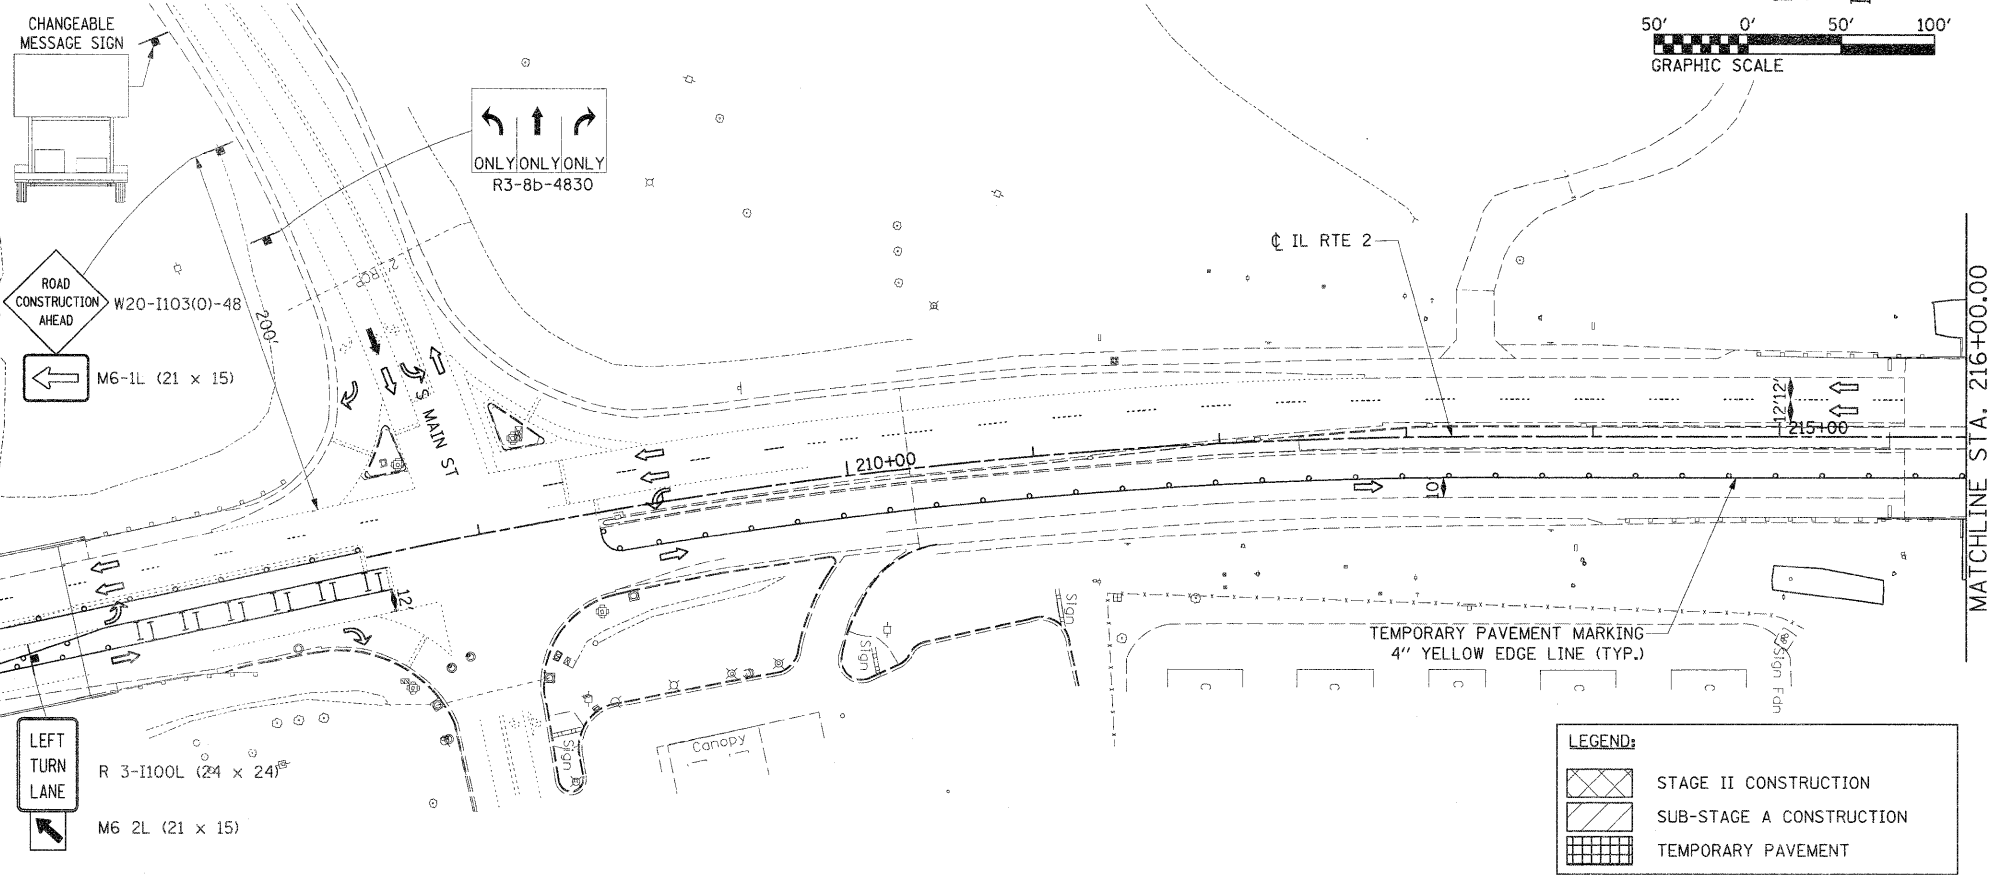 CHANGEABLE
MESSAGE SIGN
50' 0' 50' 100'
GRAPHIC SCALE
ONLY ONLY ONLY
R3-8b-4830
℄ IL RTE 2
ROAD
CONSTRUCTION
AHEAD
W20-I103(O)-48
200'
2' RCP
M6-1L (21 x 15)
S MAIN ST
12' 12'
215+00
210+00
10'
12'
MATCHLINE STA. 216+00.00
Sign
Sign
Sign
Sign Fdn
TEMPORARY PAVEMENT MARKING
4" YELLOW EDGE LINE (TYP.)
C C C C C
Canopy
LEFT
TURN
LANE
R 3-I100L (24 x 24)
M6 2L (21 x 15)
LEGEND:
STAGE II CONSTRUCTION
SUB-STAGE A CONSTRUCTION
TEMPORARY PAVEMENT